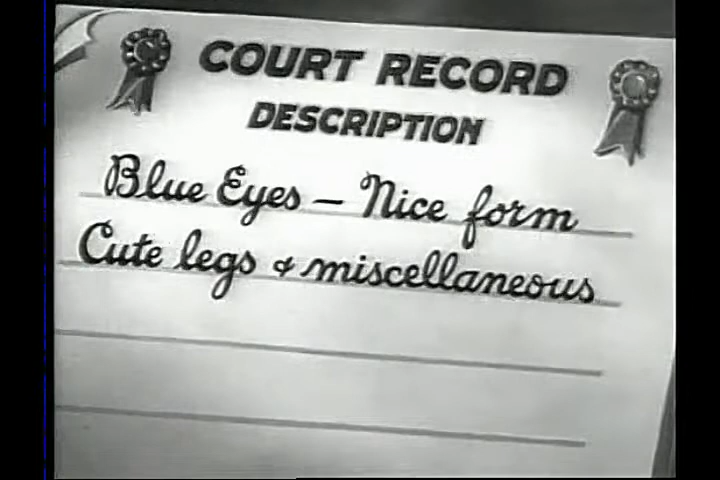 COURT RECORD
DESCRIPTION
Blue Eyes – Nice form
Cute legs & miscellaneous